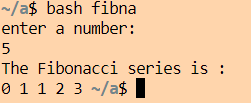 ~/a$ bash fibna
enter a number:
5
The Fibonacci series is :
0 1 1 2 3 ~/a$